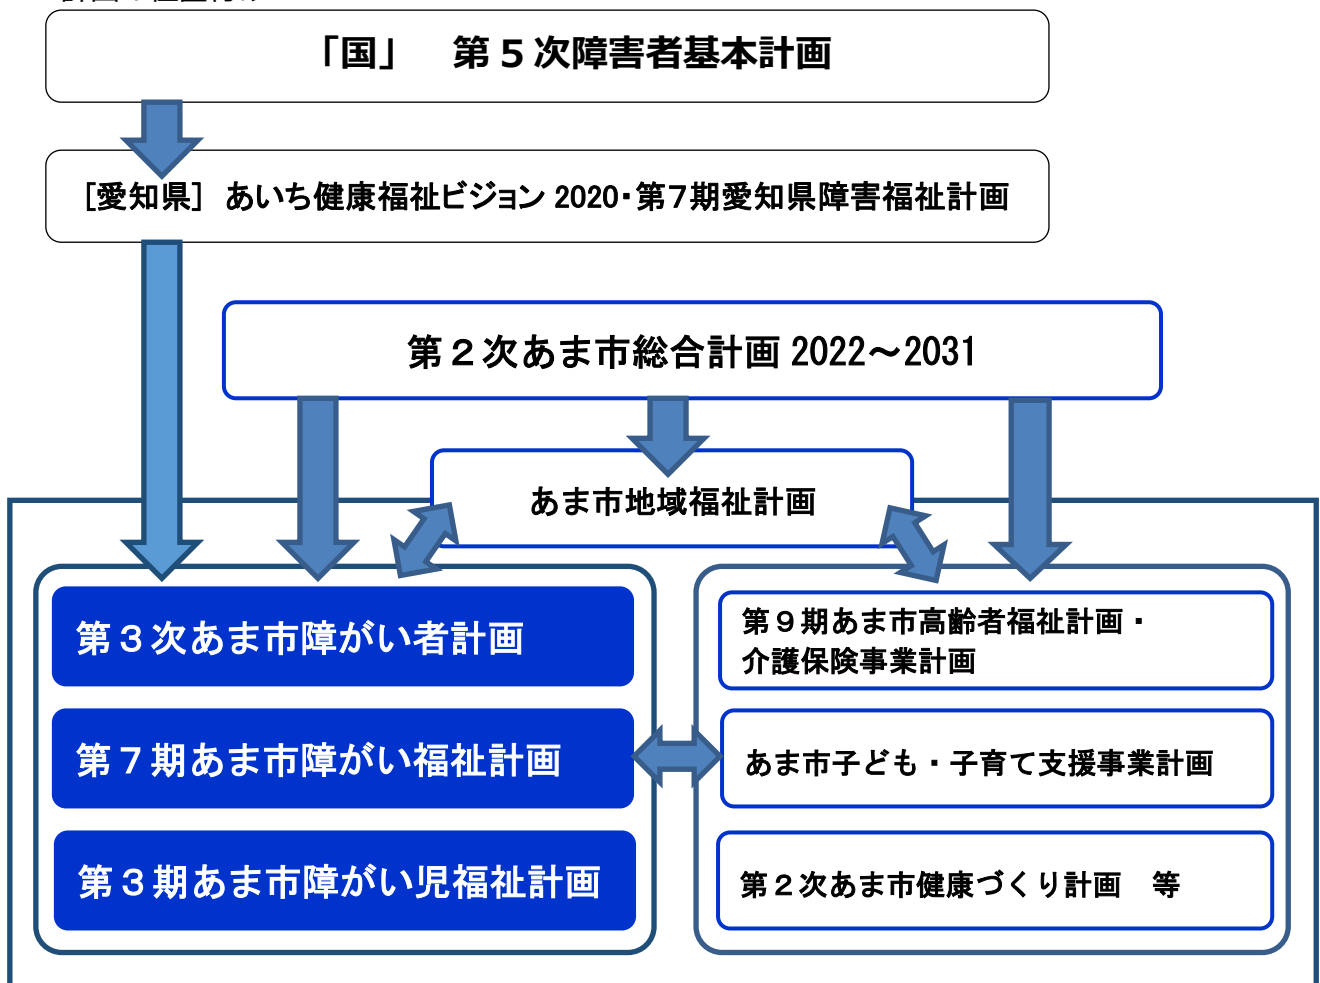 「国」　第５次障害者基本計画
［愛知県］ あいち健康福祉ビジョン 2020・第７期愛知県障害福祉計画
第２次あま市総合計画 2022～2031
あま市地域福祉計画
第３次あま市障がい者計画
第７期あま市障がい福祉計画
第３期あま市障がい児福祉計画
第９期あま市高齢者福祉計画・
介護保険事業計画
あま市子ども・子育て支援事業計画
第２次あま市健康づくり計画　等